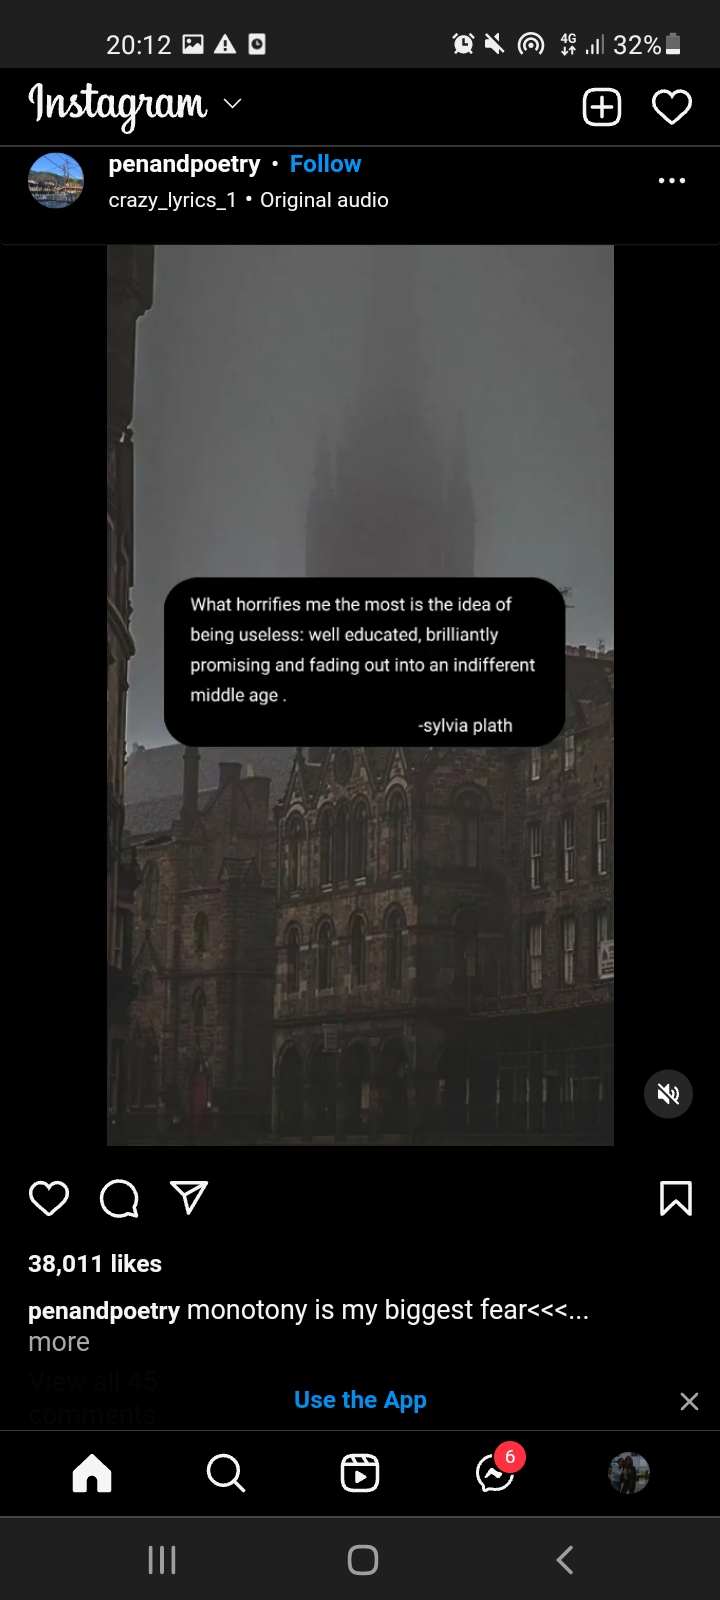 20:12 4G 32%
Instagram
penandpoetry • Follow
crazy_lyrics_1 • Original audio
What horrifies me the most is the idea of
being useless: well educated, brilliantly
promising and fading out into an indifferent
middle age .
-sylvia plath
38,011 likes
penandpoetry monotony is my biggest fear<<<...
more
View all 45
comments
Use the App
6